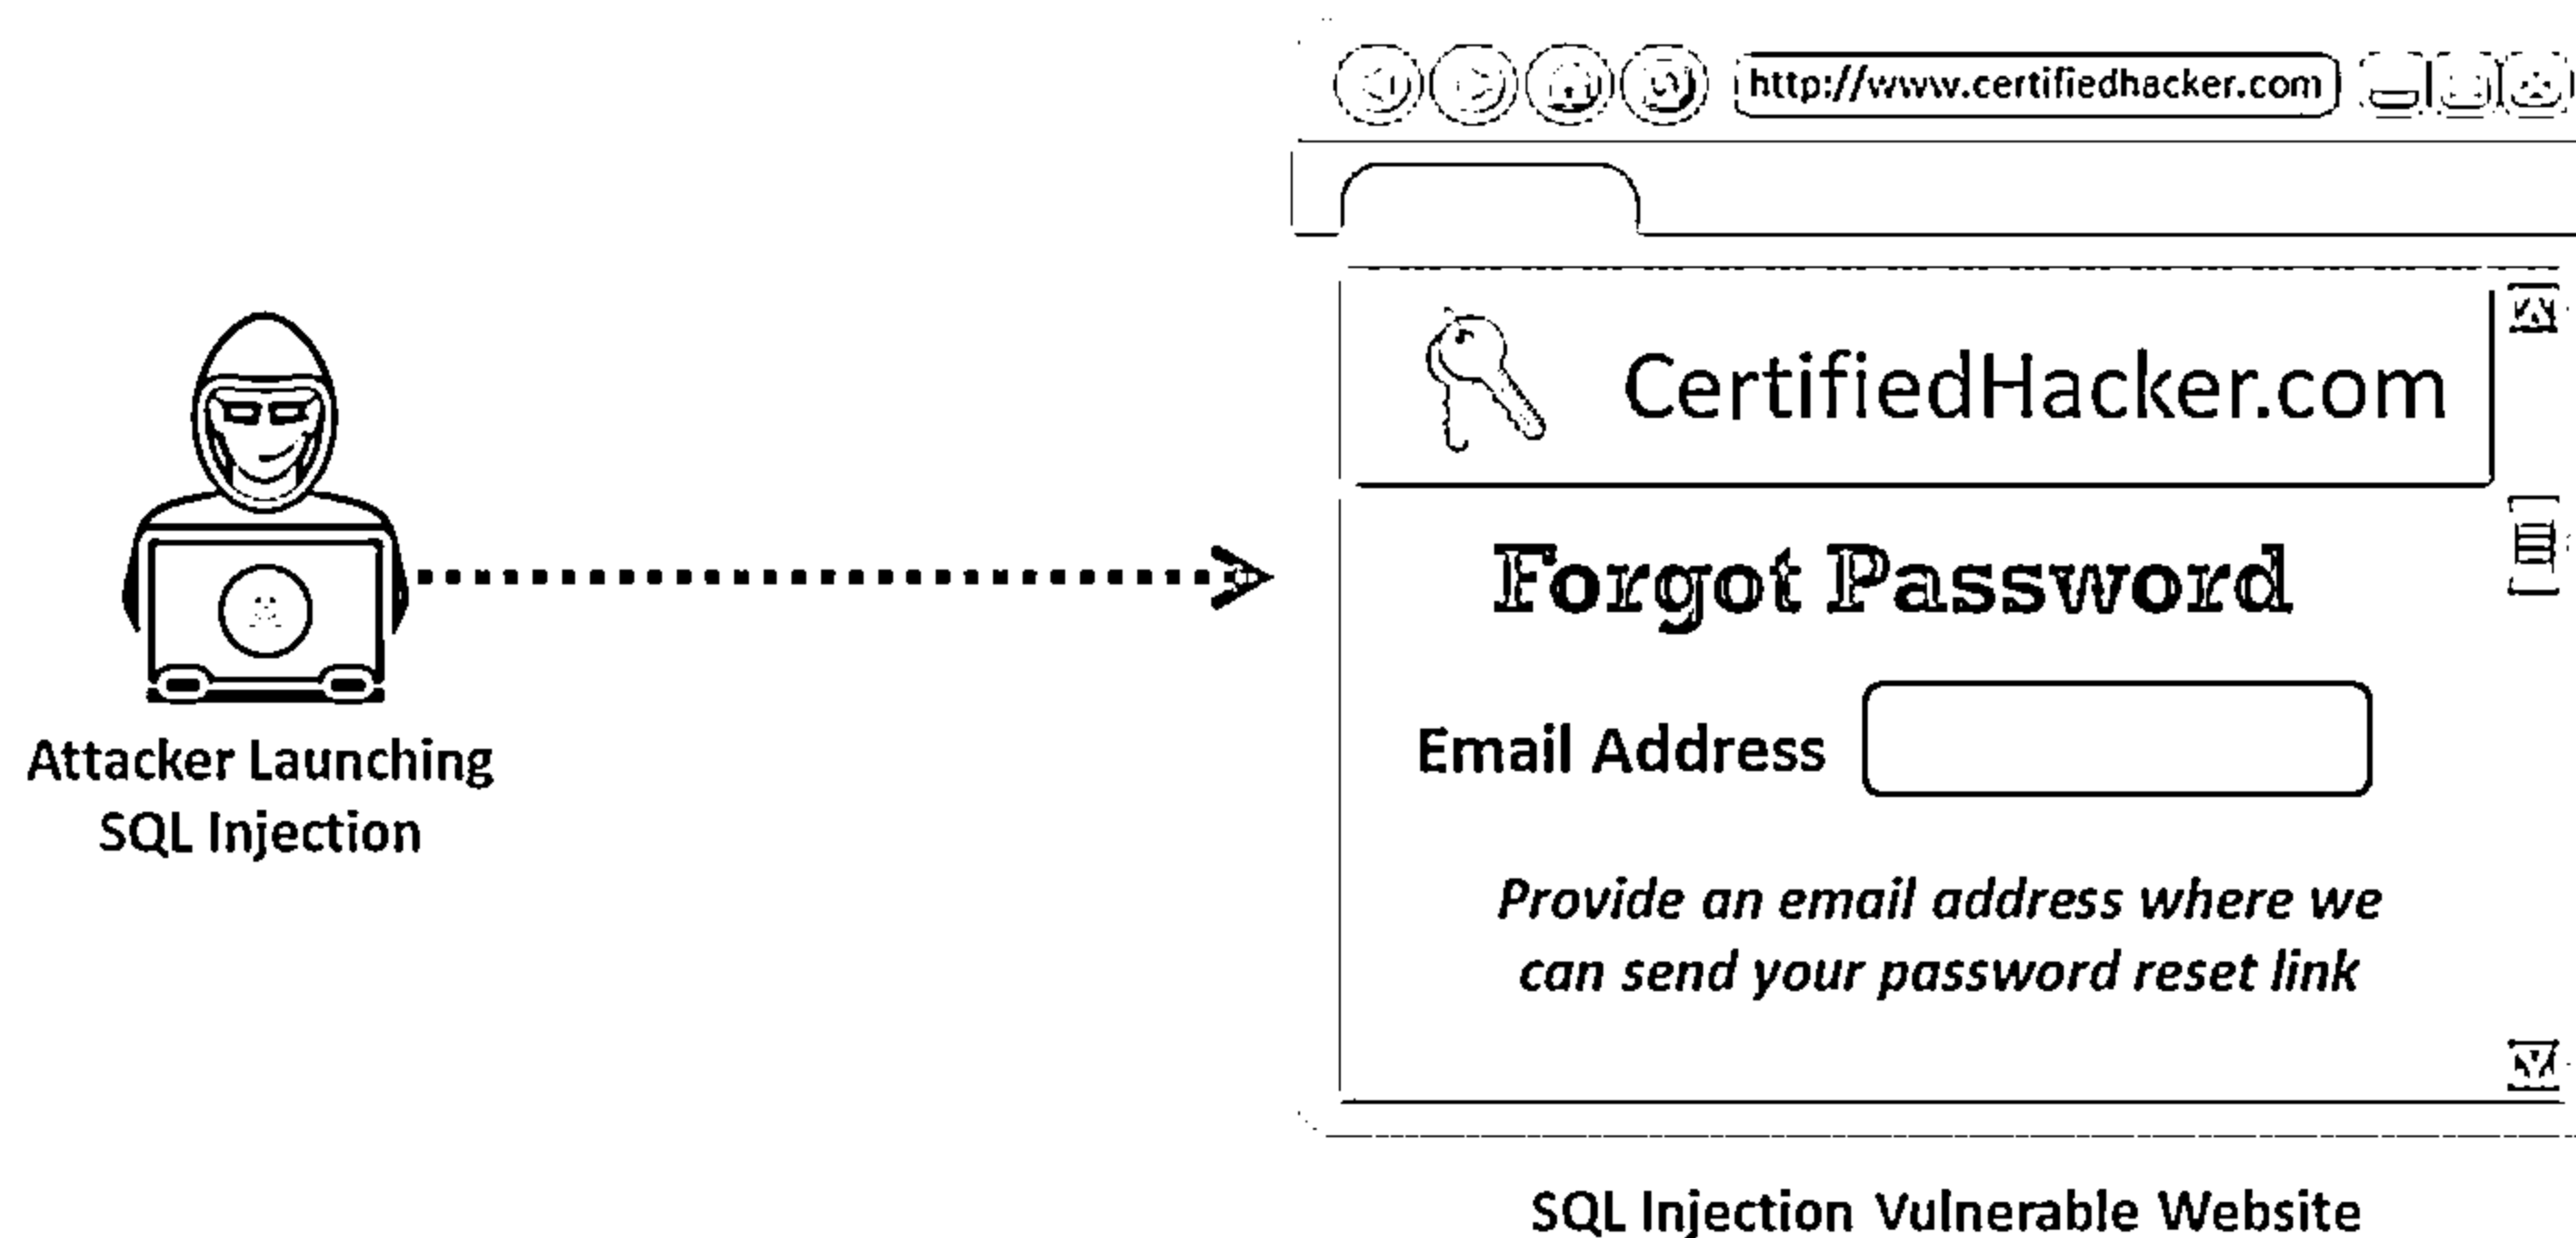 http://www.certifiedhacker.com
CertifiedHacker.com
Forgot Password
Email Address
Provide an email address where we
can send your password reset link
Attacker Launching
SQL Injection
SQL Injection Vulnerable Website